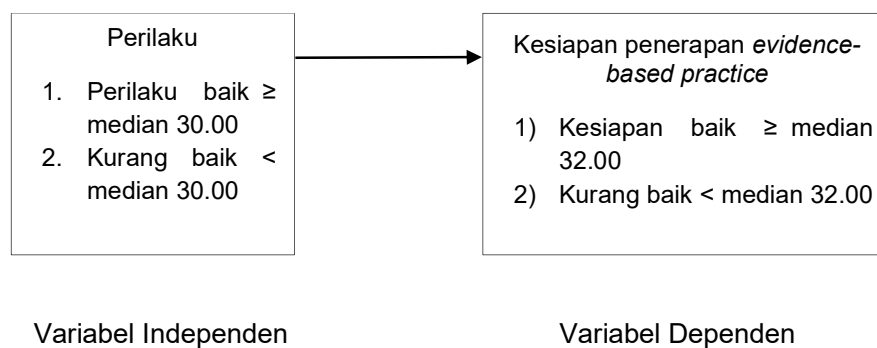 Perilaku
1. Perilaku baik ≥
median 30.00
2. Kurang baik <
median 30.00
Kesiapan penerapan evidence-
based practice
1) Kesiapan baik ≥ median
32.00
2) Kurang baik < median 32.00
Variabel Independen
Variabel Dependen